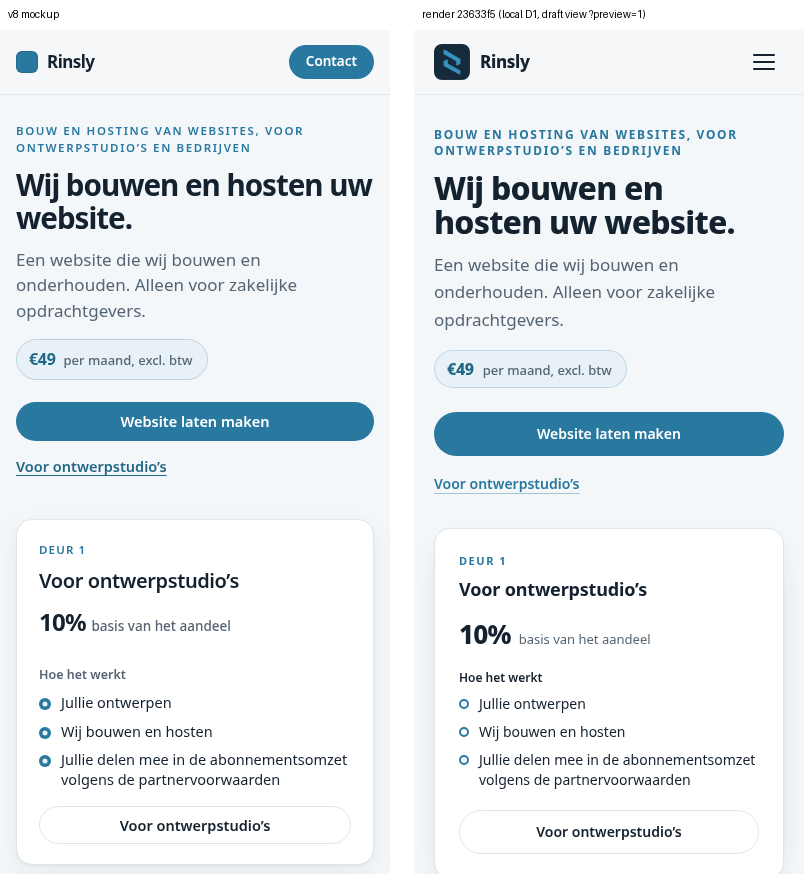 v8 mockup
Rinsly
Contact
BOUW EN HOSTING VAN WEBSITES, VOOR
ONTWERPSTUDIO’S EN BEDRIJVEN
Wij bouwen en hosten uw
website.
Een website die wij bouwen en
onderhouden. Alleen voor zakelijke
opdrachtgevers.
€49 per maand, excl. btw
Website laten maken
Voor ontwerpstudio’s
DEUR 1
Voor ontwerpstudio’s
10% basis van het aandeel
Hoe het werkt
Jullie ontwerpen
Wij bouwen en hosten
Jullie delen mee in de abonnementsomzet
volgens de partnervoorwaarden
Voor ontwerpstudio’s
render 23633f5 (local D1, draft view ?preview=1)
Rinsly
BOUW EN HOSTING VAN WEBSITES, VOOR
ONTWERPSTUDIO’S EN BEDRIJVEN
Wij bouwen en
hosten uw website.
Een website die wij bouwen en
onderhouden. Alleen voor zakelijke
opdrachtgevers.
€49 per maand, excl. btw
Website laten maken
Voor ontwerpstudio’s
DEUR 1
Voor ontwerpstudio’s
10% basis van het aandeel
Hoe het werkt
Jullie ontwerpen
Wij bouwen en hosten
Jullie delen mee in de abonnementsomzet
volgens de partnervoorwaarden
Voor ontwerpstudio’s